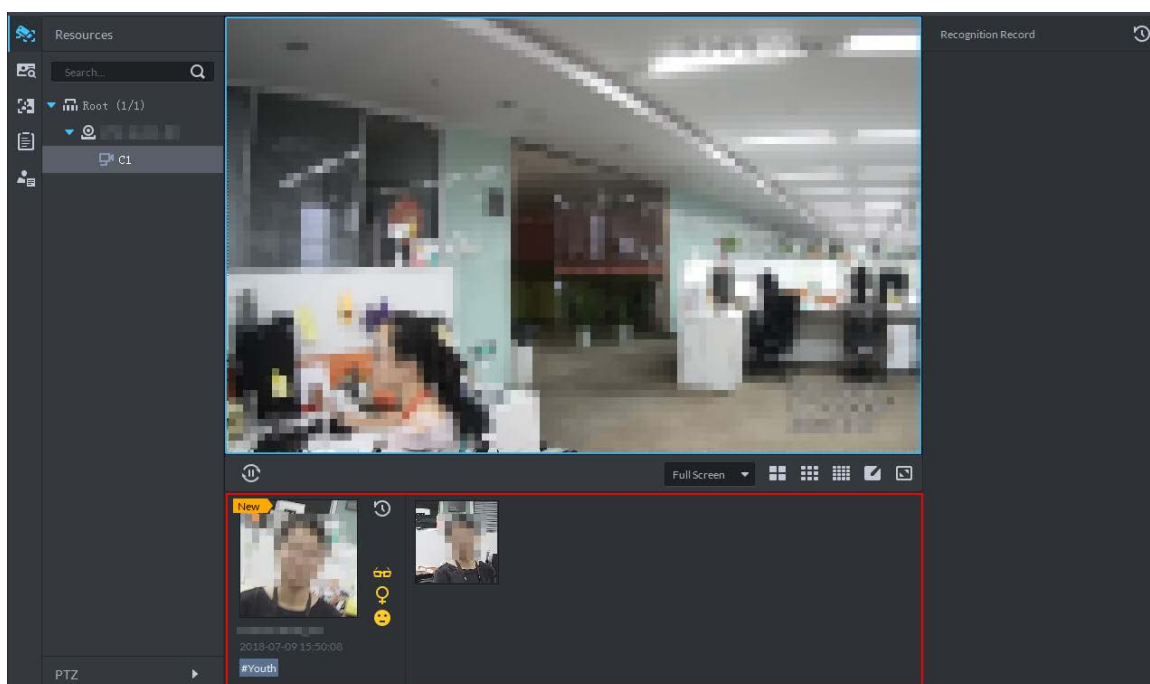 Resources
Search...
Root (1/1)
C1
PTZ
Full Screen
New
2018-07-09 15:50:08
#Youth
Recognition Record